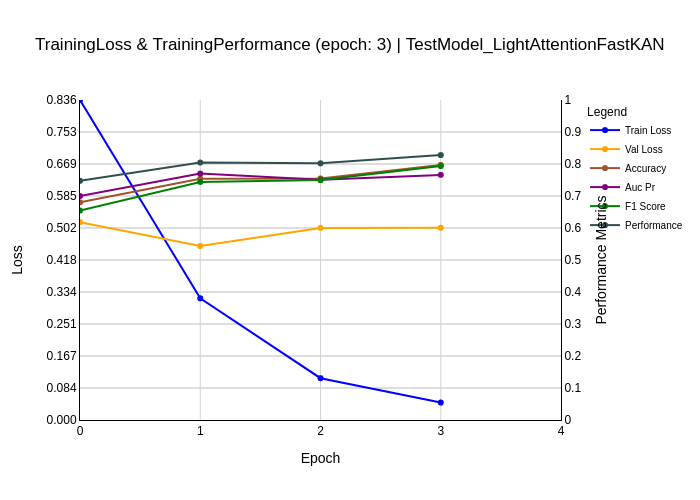 TrainingLoss & TrainingPerformance (epoch: 3) | TestModel_LightAttentionFastKAN
0.836
0.753
0.669
0.585
0.502
0.418
0.334
0.251
0.167
0.084
0.000
Loss
0
1
2
3
4
Epoch
1
0.9
0.8
0.7
0.6
0.5
0.4
0.3
0.2
0.1
0
Performance Metrics
Legend
Train Loss
Val Loss
Accuracy
Auc Pr
F1 Score
Performance